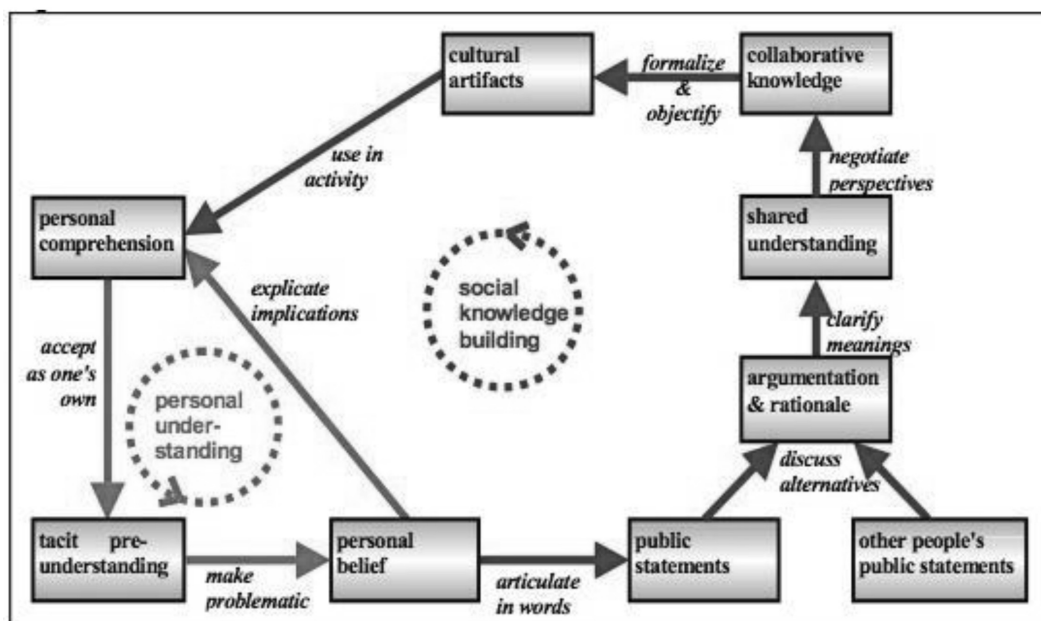 cultural
artifacts
formalize
&
objectify
collaborative
knowledge
use in
activity
negotiate
perspectives
personal
comprehension
shared
understanding
explicate
implications
social
knowledge
building
clarify
meanings
accept
as one's
own
personal
under-
standing
argumentation
& rationale
discuss
alternatives
tacit pre-
understanding
make
problematic
personal
belief
articulate
in words
public
statements
other people's
public statements